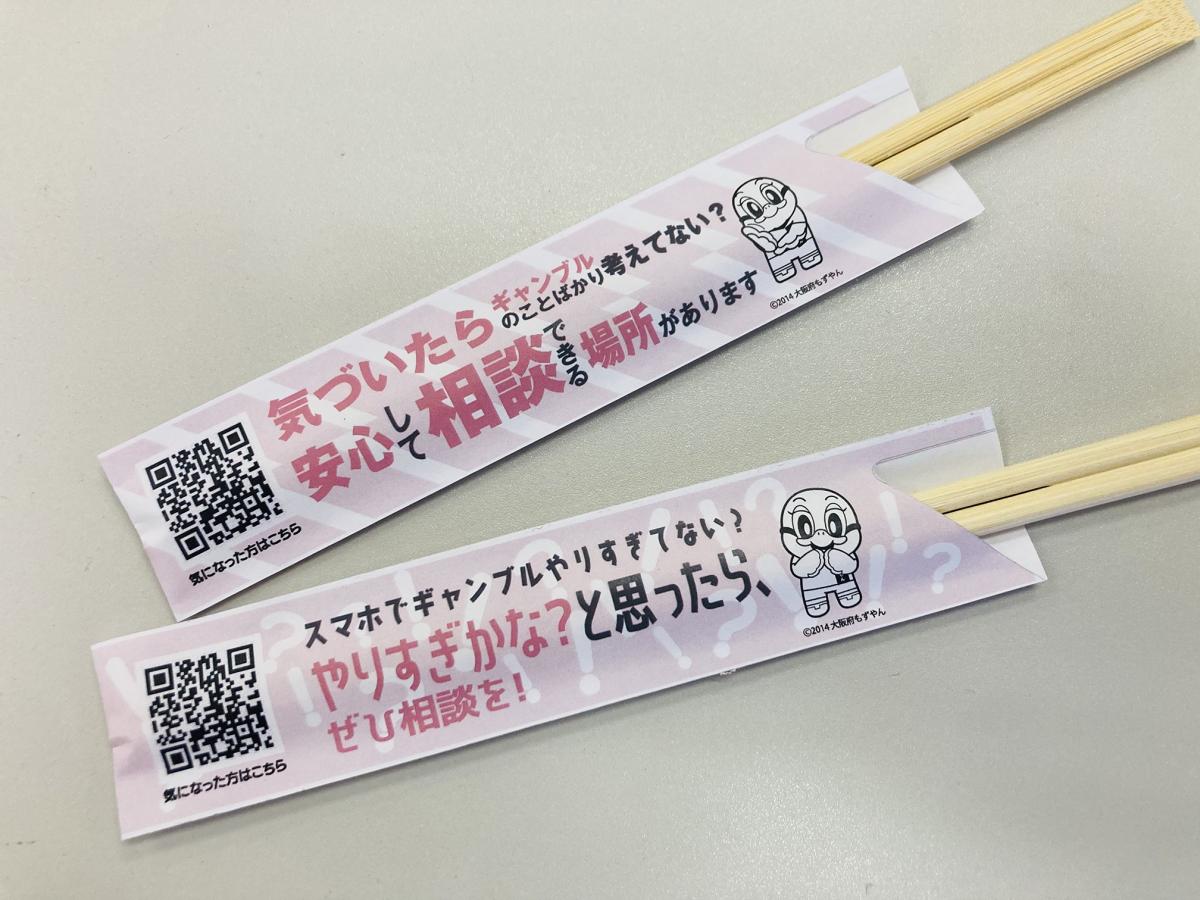 気づいたらギャンブルのことばかり考えてない?
安心して相談できる場所があります
©2014 大阪府もずやん
気になった方はこちら
スマホでギャンブルやりすぎてない?
やりすぎかな?と思ったら、
ぜひ相談を!
©2014 大阪府もずやん
気になった方はこちら